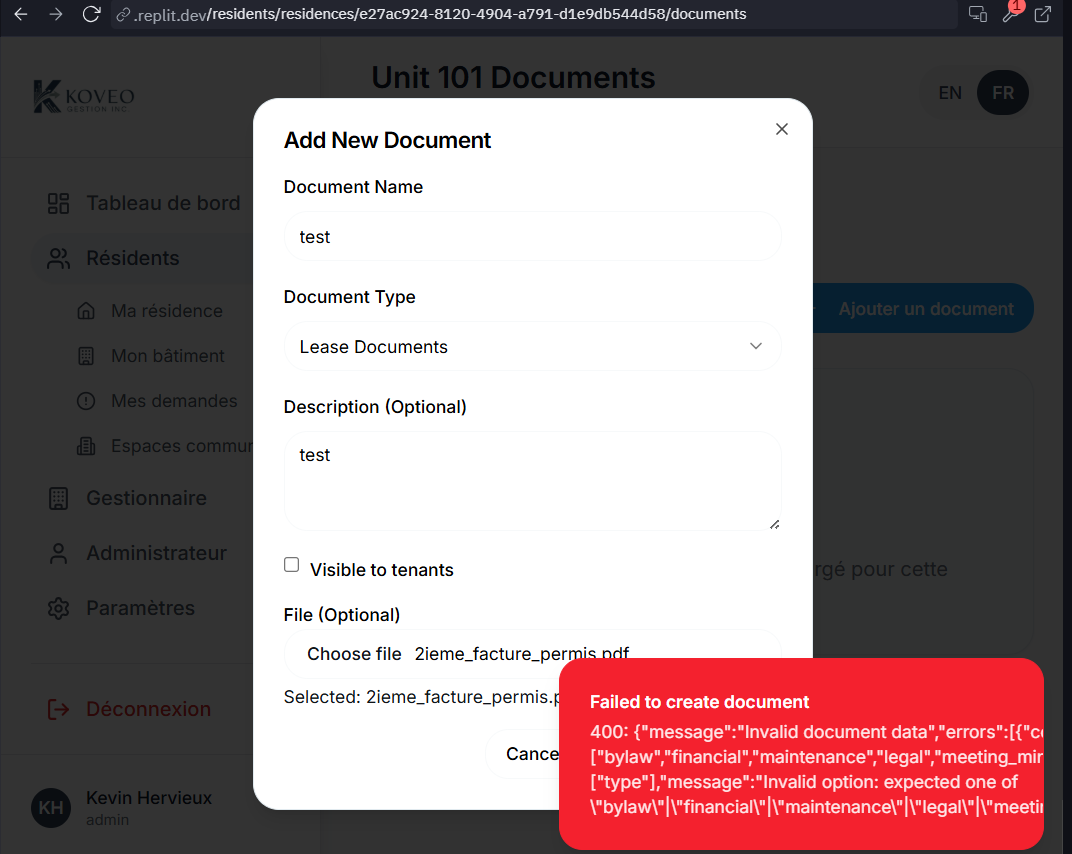 .replit.dev/residents/residences/e27ac924-8120-4904-a791-d1e9db544d58/documents
1
KOVEO
GESTION INC
Unit 101 Documents
EN FR
Tableau de bord
Résidents
Ma résidence
Mon bâtiment
Mes demandes
Espaces commun
Gestionnaire
Administrateur
Paramètres
Déconnexion
KH
Kevin Hervieux
admin
Ajouter un document
rgé pour cette
Add New Document
Document Name
test
Document Type
Lease Documents
Description (Optional)
test
Visible to tenants
File (Optional)
Choose file 2ieme_facture_permis.pdf
Selected: 2ieme_facture_permis.p
Cance
Failed to create document
400: {"message":"Invalid document data","errors":[{"co
["bylaw","financial","maintenance","legal","meeting_min
["type"],"message":"Invalid option: expected one of
\"bylaw\"|\"financial\"|\"maintenance\"|\"legal\"|\"meetin